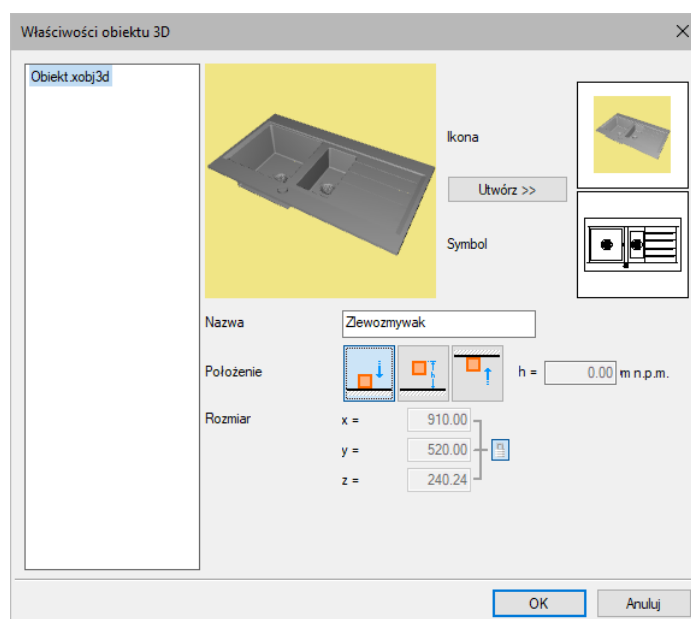 Właściwości obiektu 3D
Obiekt.xobj3d
Ikona
Utwórz >>
Symbol
Nazwa
Zlewozmywak
Położenie
h
h = 0.00 m n.p.m.
Rozmiar
x = 910.00
y = 520.00
z = 240.24
OK
Anuluj